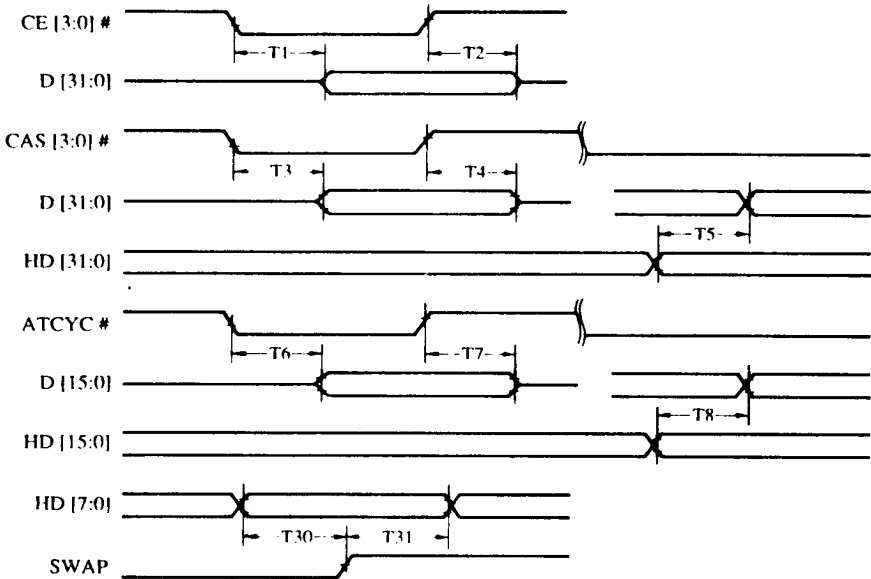 CE [3:0] #
T1 T2
D [31:0]
CAS [3:0] #
T3 T4
D [31:0]
T5
HD [31:0]
ATCYC #
T6 T7
D [15:0]
T8
HD [15:0]
HD [7:0]
T30 T31
SWAP